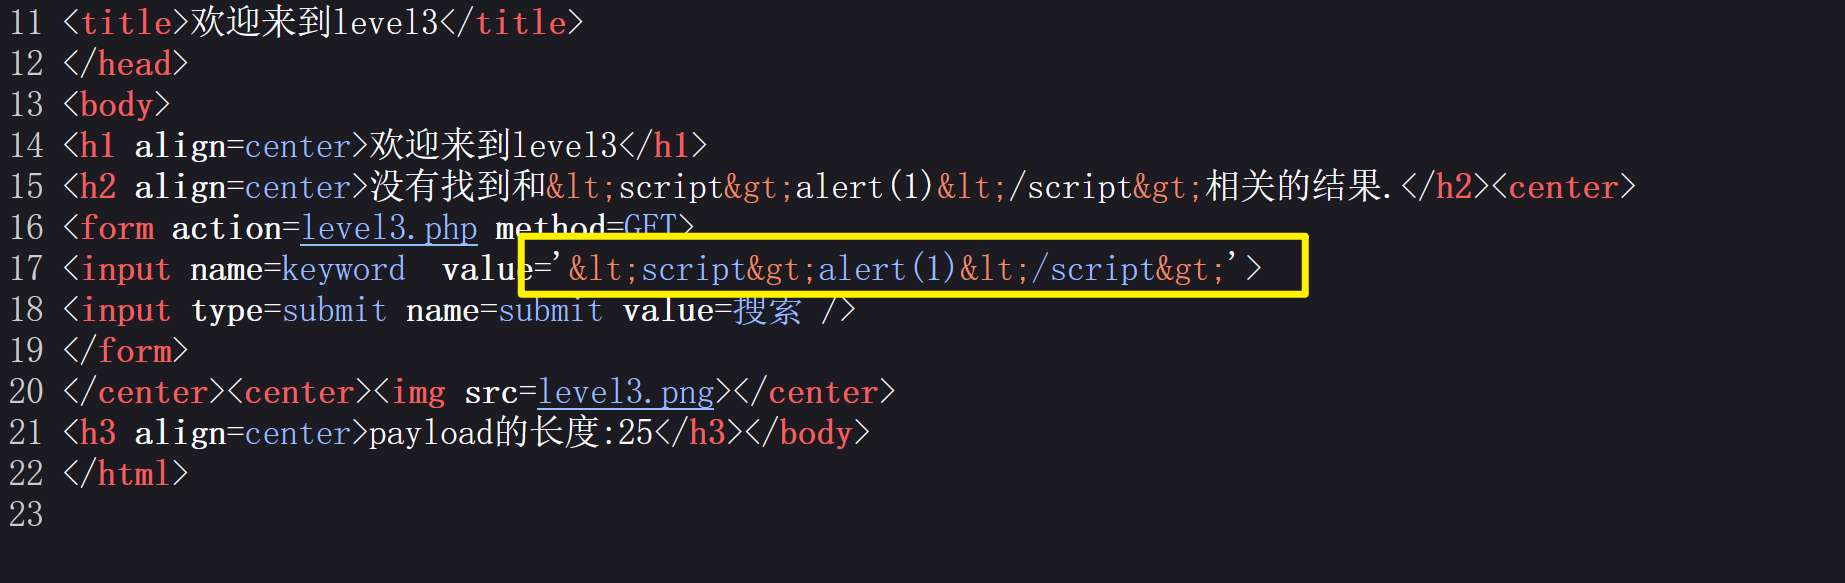 11 <title>欢迎来到level3</title>
12 </head>
13 <body>
14 <h1 align=center>欢迎来到level3</h1>
15 <h2 align=center>没有找到和&lt;script&gt;alert(1)&lt;/script&gt;相关的结果.</h2><center>
16 <form action=level3.php method=GET>
17 <input name=keyword  value='&lt;script&gt;alert(1)&lt;/script&gt;'>
18 <input type=submit name=submit value=搜索 />
19 </form>
20 </center><center><img src=level3.png></center>
21 <h3 align=center>payload的长度:25</h3></body>
22 </html>
23